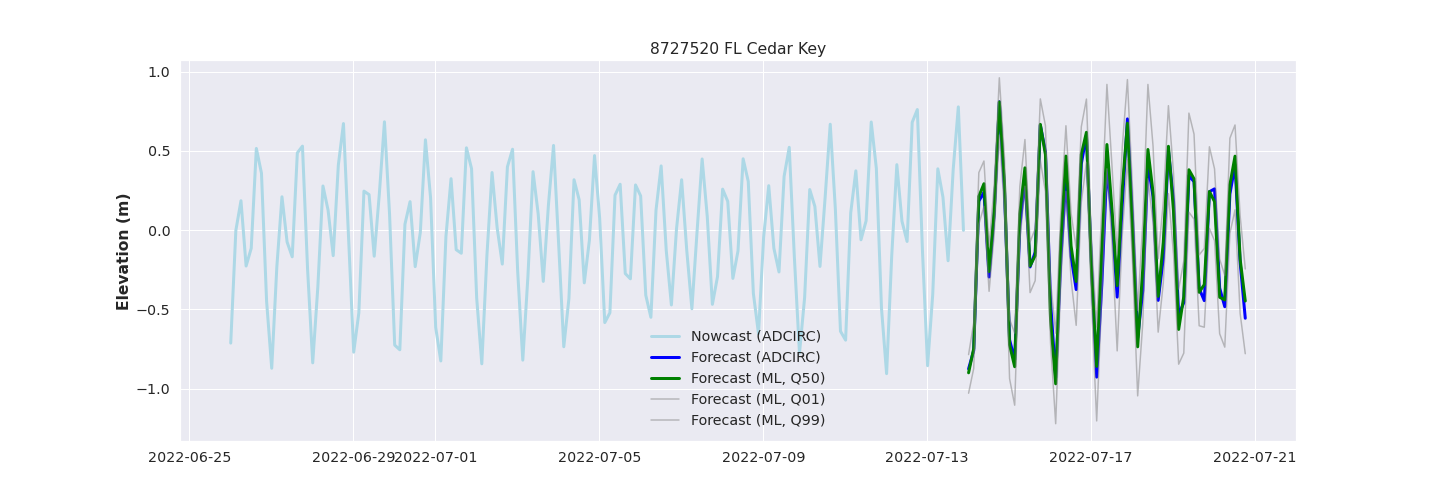 8727520 FL Cedar Key
1.0
0.5
0.0
−0.5
−1.0
Elevation (m)
Nowcast (ADCIRC)
Forecast (ADCIRC)
Forecast (ML, Q50)
Forecast (ML, Q01)
Forecast (ML, Q99)
2022-06-25 2022-06-29 2022-07-01 2022-07-05 2022-07-09 2022-07-13 2022-07-17 2022-07-21